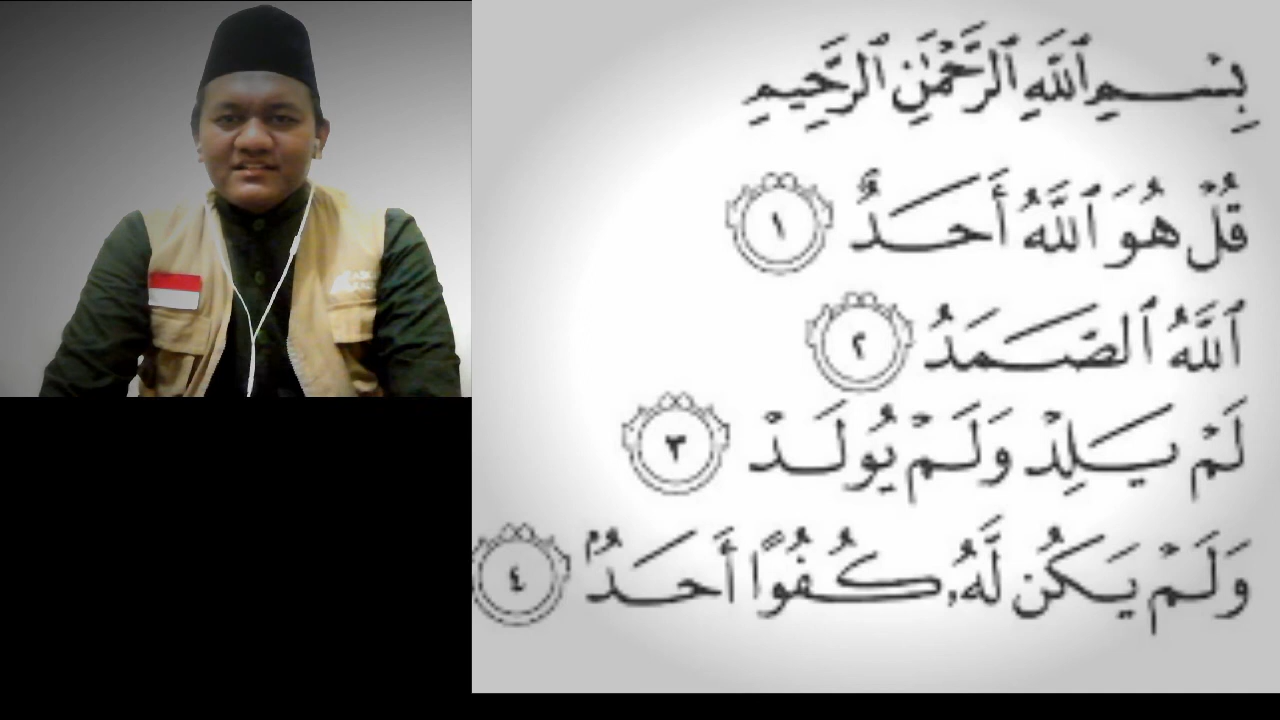 بِسْمِ ٱللَّهِ ٱلرَّحْمَٰنِ ٱلرَّحِيمِ
قُلْ هُوَ ٱللَّهُ أَحَدٌ ١
ٱللَّهُ ٱلصَّمَدُ ٢
لَمْ يَلِدْ وَلَمْ يُولَدْ ٣
وَلَمْ يَكُن لَّهُۥ كُفُوًا أَحَدٌۢ ٤